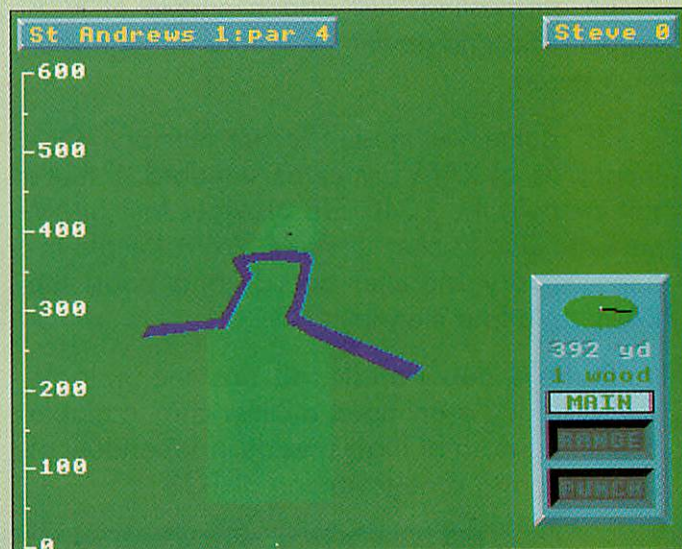 St Andrews 1:par 4
Steve 0
600
500
400
300
200
100
0
392 yd
1 wood
MAIN
RANGE
PUNCH